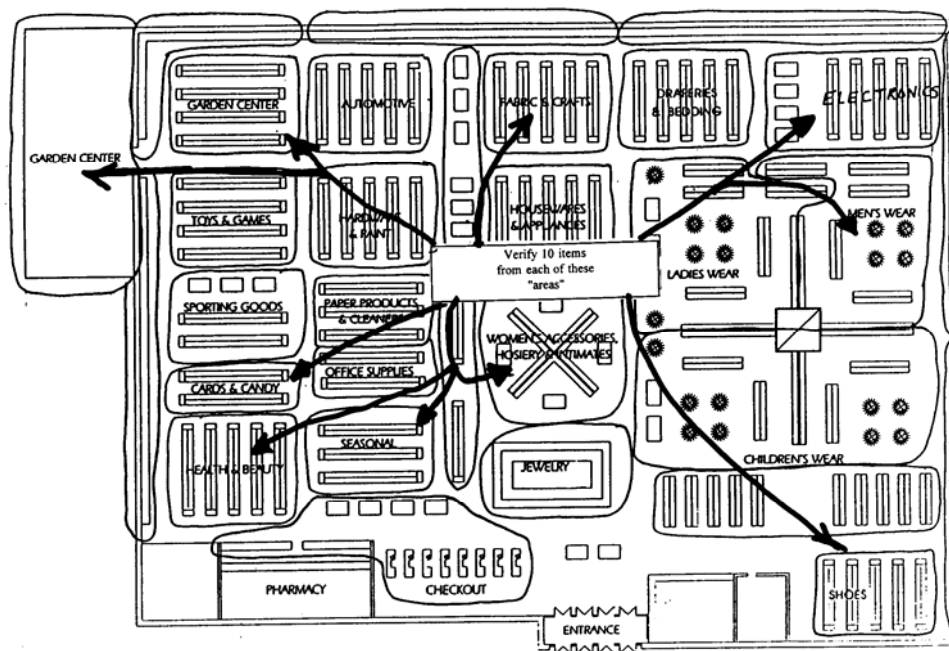 GARDEN CENTER
AUTOMOTIVE
FABRIC & CRAFTS
DRAPERIES
& BEDDING
ELECTRONICS
GARDEN CENTER
TOYS & GAMES
HARDWARE
& PAINT
HOUSEWARES
& APPLIANCES
MEN'S WEAR
Verify 10 items
from each of these
"areas"
LADIES WEAR
SPORTING GOODS
PAPER PRODUCTS
& CLEANERS
WOMEN'S ACCESSORIES,
HOSIERY & INTIMATES
OFFICE SUPPLIES
CARDS & CANDY
SEASONAL
HEALTH & BEAUTY
JEWELRY
CHILDREN'S WEAR
PHARMACY
CHECKOUT
SHOES
ENTRANCE